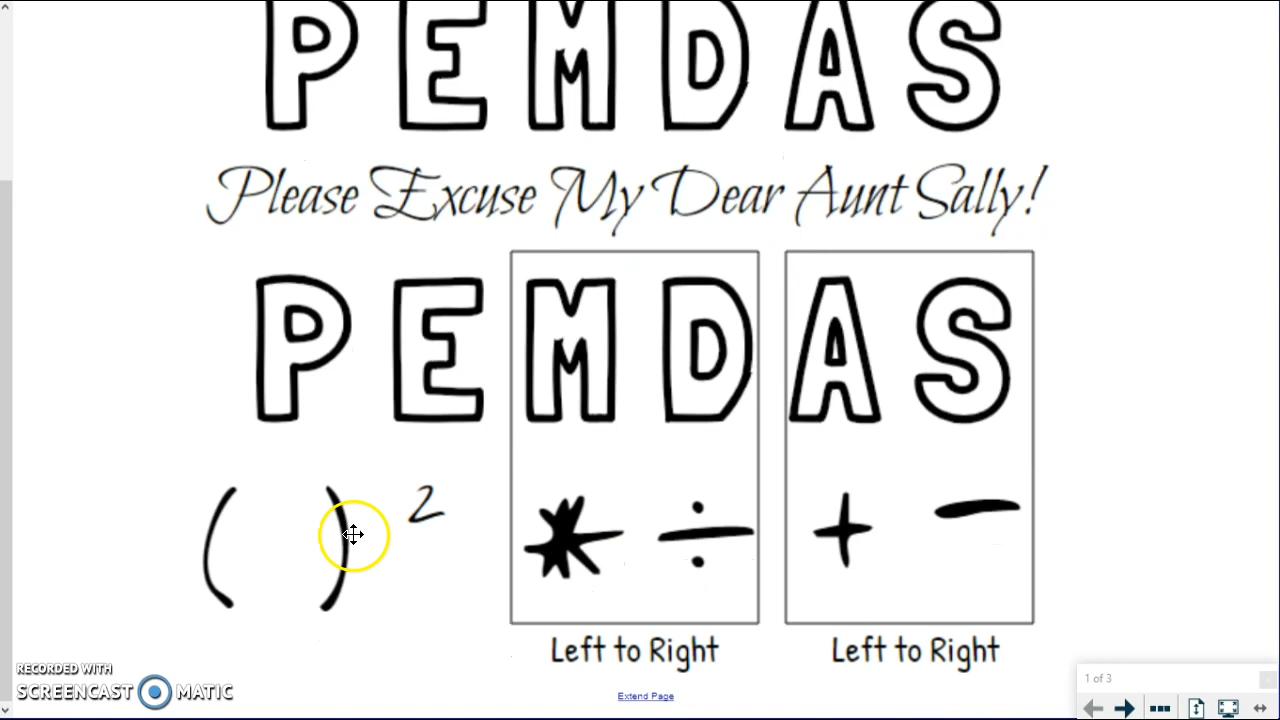 PEMDAS
Please Excuse My Dear Aunt Sally!
PEMDAS
( ) 2 * ÷ + −
Left to Right Left to Right
Extend Page
RECORDED WITH
SCREENCAST MATIC
1 of 3